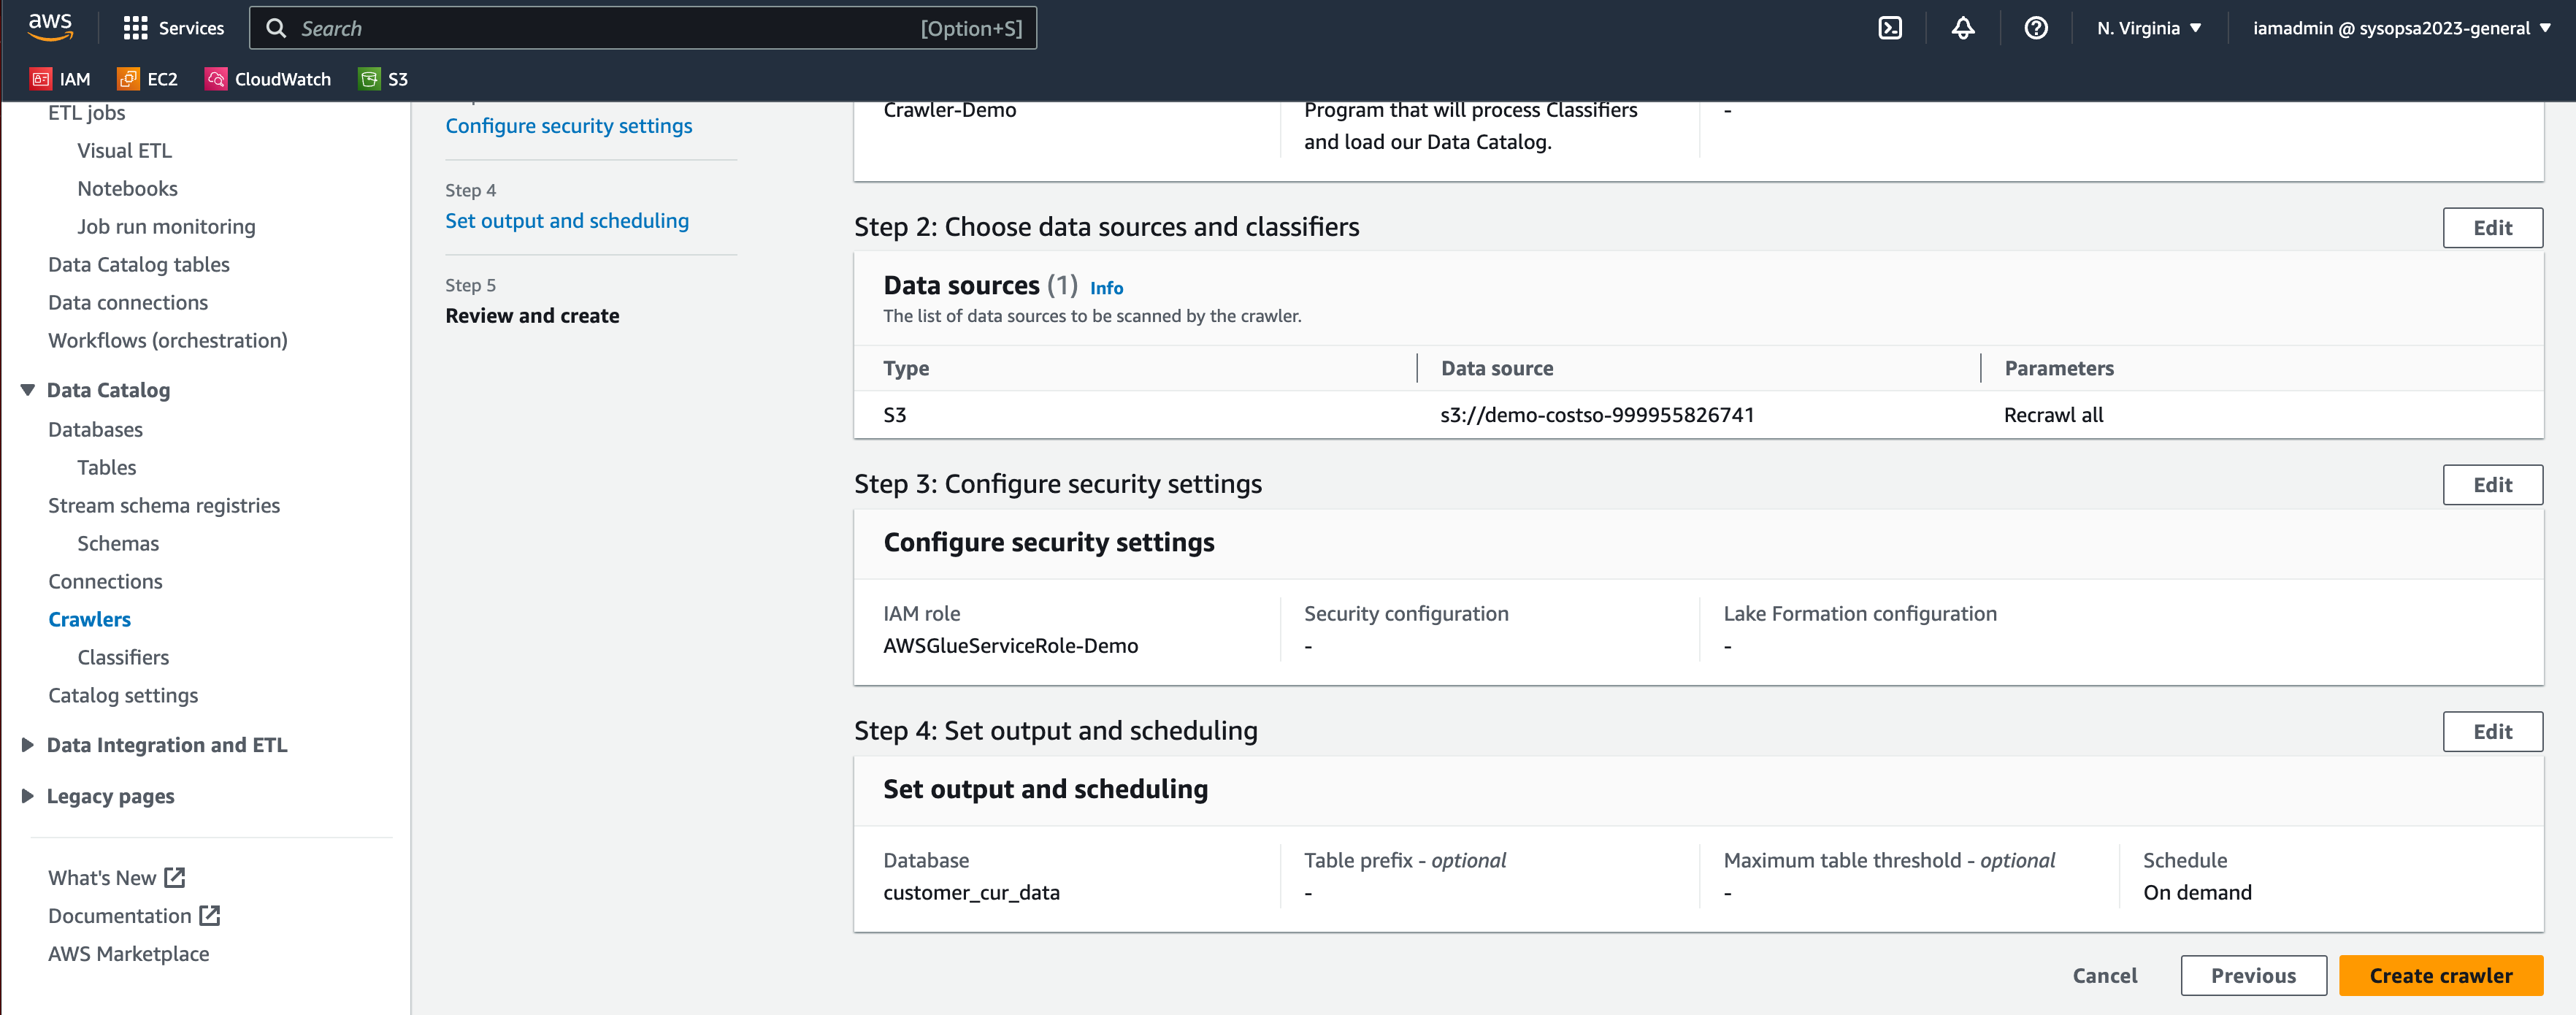 aws
Services
Search
[Option+S]
N. Virginia
iamadmin @ sysopsa2023-general
IAM
EC2
CloudWatch
S3
ETL jobs
Visual ETL
Notebooks
Job run monitoring
Data Catalog tables
Data connections
Workflows (orchestration)
Data Catalog
Databases
Tables
Stream schema registries
Schemas
Connections
Crawlers
Classifiers
Catalog settings
Data Integration and ETL
Legacy pages
What's New
Documentation
AWS Marketplace
Configure security settings
Step 4
Set output and scheduling
Step 5
Review and create
Crawler-Demo
Program that will process Classifiers
and load our Data Catalog.
-
Step 2: Choose data sources and classifiers
Edit
Data sources (1) Info
The list of data sources to be scanned by the crawler.
Type
Data source
Parameters
S3
s3://demo-costso-999955826741
Recrawl all
Step 3: Configure security settings
Edit
Configure security settings
IAM role
AWSGlueServiceRole-Demo
Security configuration
-
Lake Formation configuration
-
Step 4: Set output and scheduling
Edit
Set output and scheduling
Database
customer_cur_data
Table prefix - optional
-
Maximum table threshold - optional
-
Schedule
On demand
Cancel
Previous
Create crawler